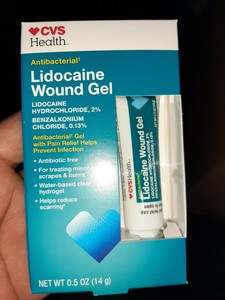 CVS
Health.
Antibacterial†
Lidocaine
Wound Gel
LIDOCAINE
HYDROCHLORIDE, 2%
BENZALKONIUM
CHLORIDE, 0.13%
Antibacterial† Gel
with Pain Relief Helps
Prevent Infection
• Antibiotic free
• For treating minor
scrapes & burns
• Water-based clear
hydrogel
• Helps reduce
scarring*
NET WT 0.5 OZ (14 g)
CVS Health.
Lidocaine Wound Gel